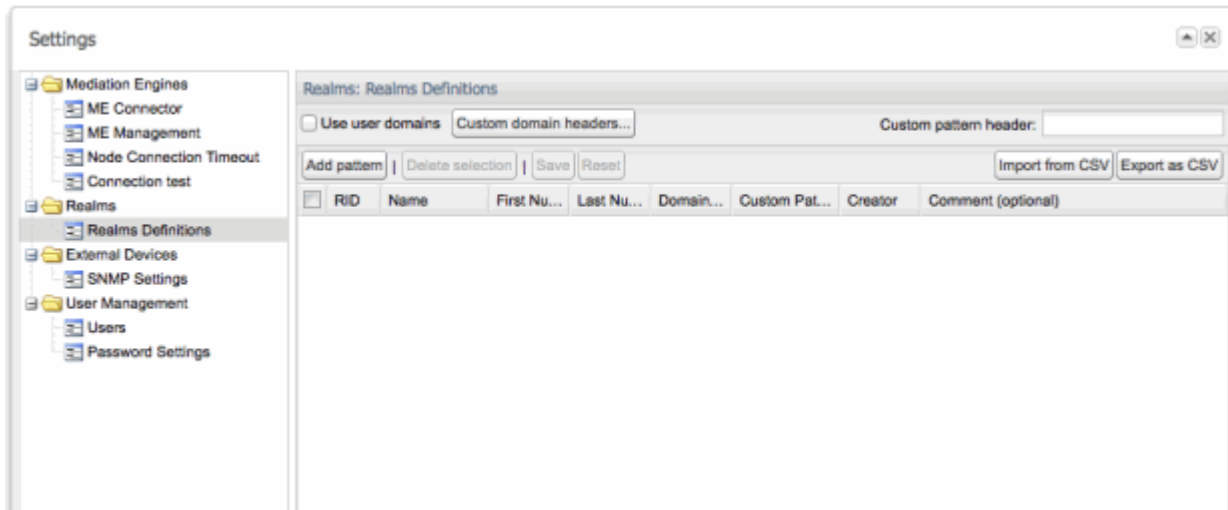 Settings
Mediation Engines
ME Connector
ME Management
Node Connection Timeout
Connection test
Realms
Realms Definitions
External Devices
SNMP Settings
User Management
Users
Password Settings
Realms: Realms Definitions
Use user domains Custom domain headers... Custom pattern header:
Add pattern | Delete selection | Save Reset Import from CSV Export as CSV
RID Name First Nu... Last Nu... Domain... Custom Pat... Creator Comment (optional)